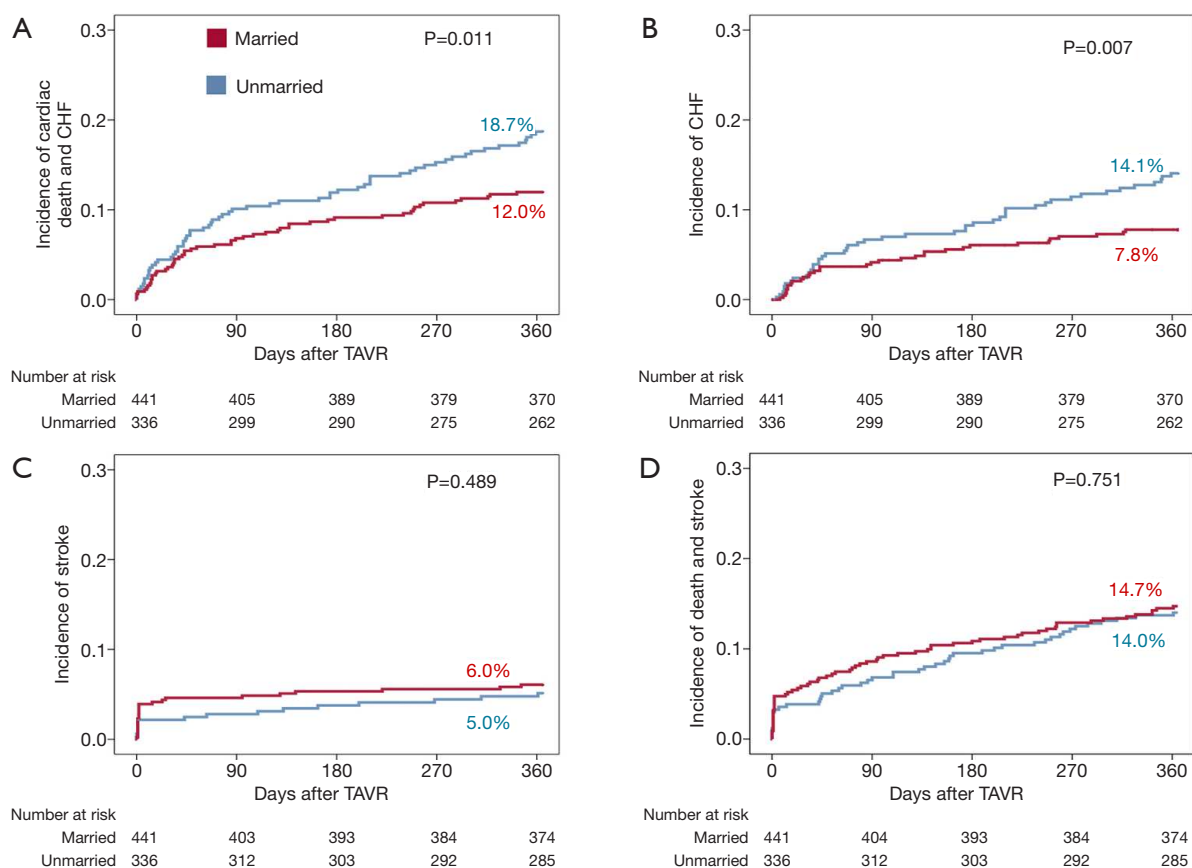 A
Incidence of cardiac
death and CHF
0.3
0.2
0.1
0.0
Married
Unmarried
P=0.011
18.7%
12.0%
0 90 180 270 360
Days after TAVR
Number at risk
Married 441 405 389 379 370
Unmarried 336 299 290 275 262
B
Incidence of CHF
0.3
0.2
0.1
0.0
P=0.007
14.1%
7.8%
0 90 180 270 360
Days after TAVR
Number at risk
Married 441 405 389 379 370
Unmarried 336 299 290 275 262
C
Incidence of stroke
0.3
0.2
0.1
0.0
P=0.489
6.0%
5.0%
0 90 180 270 360
Days after TAVR
Number at risk
Married 441 403 393 384 374
Unmarried 336 312 303 292 285
D
Incidence of death and stroke
0.3
0.2
0.1
0.0
P=0.751
14.7%
14.0%
0 90 180 270 360
Days after TAVR
Number at risk
Married 441 404 393 384 374
Unmarried 336 312 303 292 285